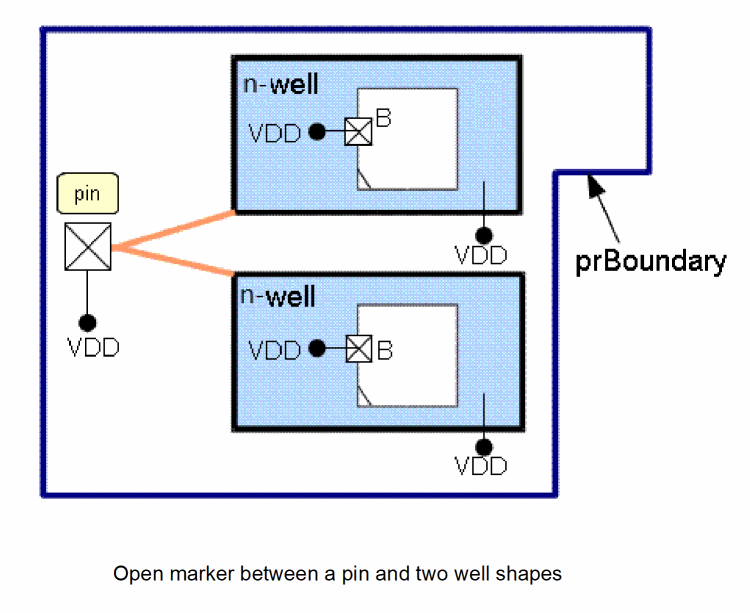 n-well
VDD
B
pin
VDD
prBoundary
n-well
VDD
VDD
B
VDD
Open marker between a pin and two well shapes